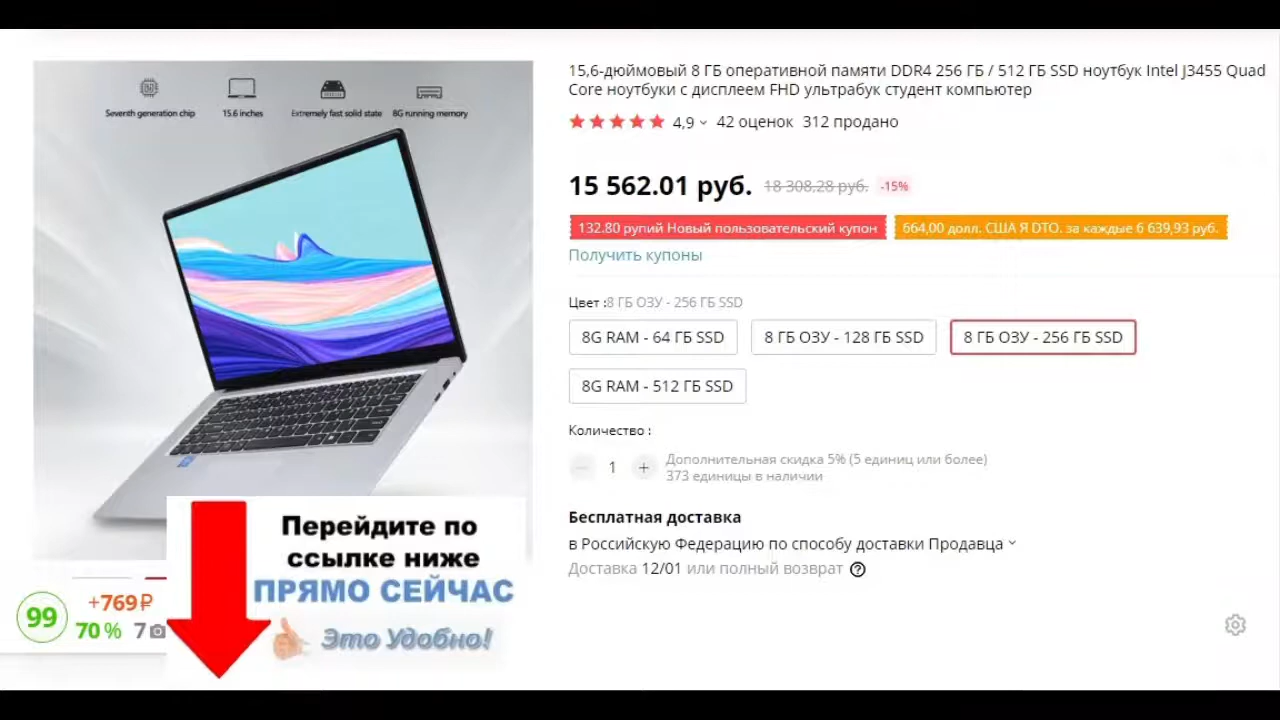 Seventh generation chip
15.6 inches
Extremely fast solid state
8G running memory
15,6-дюймовый 8 ГБ оперативной памяти DDR4 256 ГБ / 512 ГБ SSD ноутбук Intel J3455 Quad
Core ноутбуки с дисплеем FHD ультрабук студент компьютер
4,9 42 оценок 312 продано
15 562.01 руб. 18 308,28 руб. -15%
132.80 рупий Новый пользовательский купон
664,00 долл. США Я DTO. за каждые 6 639,93 руб.
Получить купоны
Цвет :8 ГБ ОЗУ - 256 ГБ SSD
8G RAM - 64 ГБ SSD
8 ГБ ОЗУ - 128 ГБ SSD
8 ГБ ОЗУ - 256 ГБ SSD
8G RAM - 512 ГБ SSD
Количество :
1 +
Дополнительная скидка 5% (5 единиц или более)
373 единицы в наличии
Бесплатная доставка
в Российскую Федерацию по способу доставки Продавца
Доставка 12/01 или полный возврат ?
Перейдите по
ссылке ниже
ПРЯМО СЕЙЧАС
Это Удобно!
99
+769₽
70 % 7